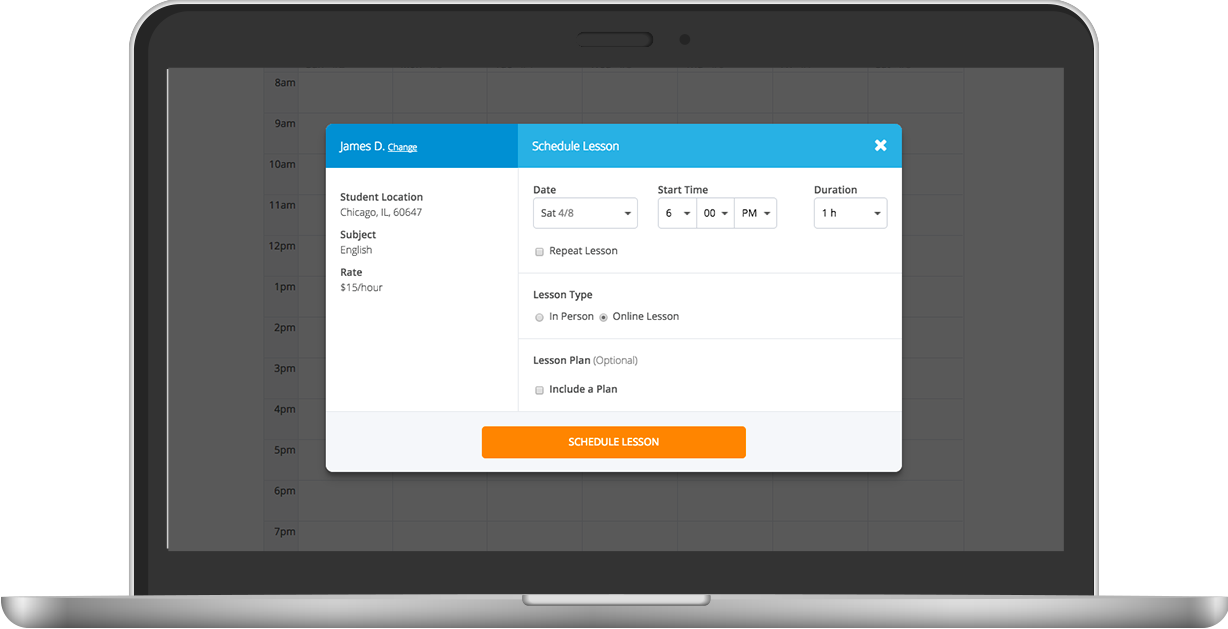 8am
9am
10am
11am
12pm
1pm
2pm
3pm
4pm
5pm
6pm
7pm
James D. Change
Schedule Lesson
Student Location
Chicago, IL, 60647
Subject
English
Rate
$15/hour
Date Start Time Duration
Sat 4/8 6 00 PM 1 h
Repeat Lesson
Lesson Type
In Person Online Lesson
Lesson Plan (Optional)
Include a Plan
SCHEDULE LESSON